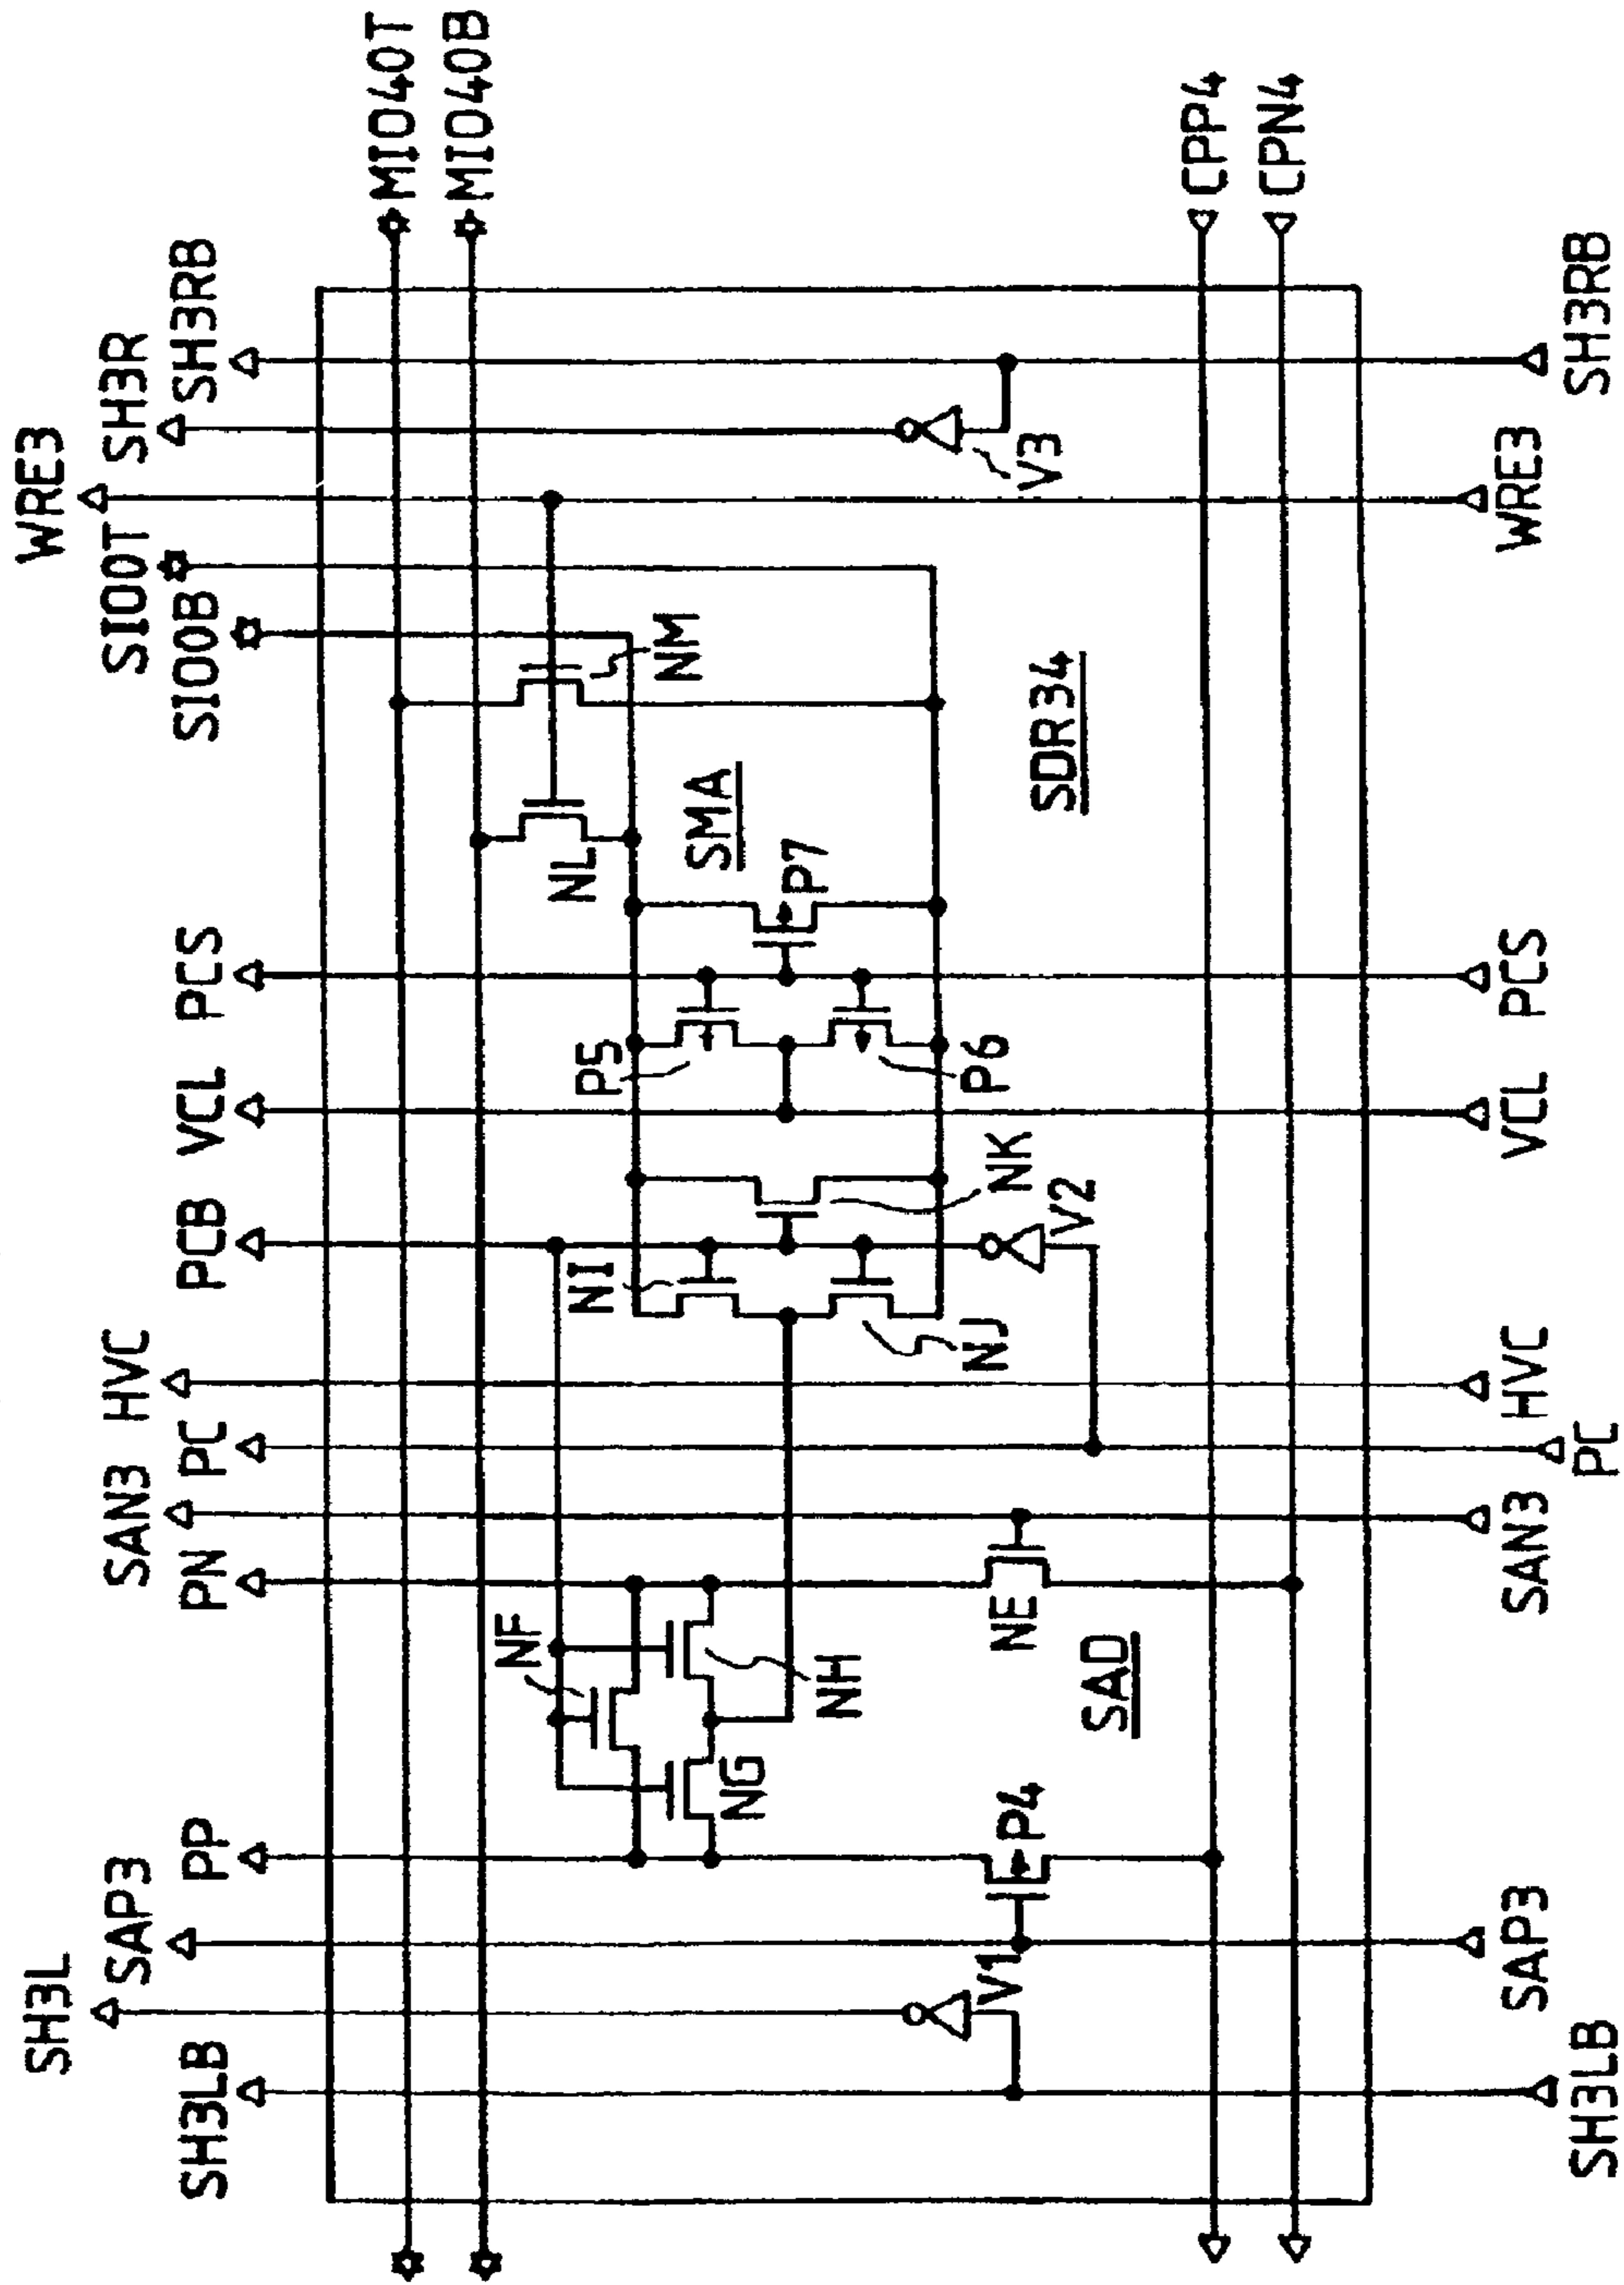 WRE3
SH3L
SAP3
SAN3
HVC
SIO0T
SH3R
SH3LB
PP
PN
PC
PCB
VCL
PCS
SIO0B
SH3RB
MIO40T
MIO40B
NF
NI
NL
NM
P5
SMA
NG
NH
P7
NJ
NK
P6
P4
NE
V2
V1
SAD
SDR34
V3
CPP4
CPN4
SAP3
SAN3
HVC
VCL
PCS
WRE3
SH3LB
PC
SH3RB